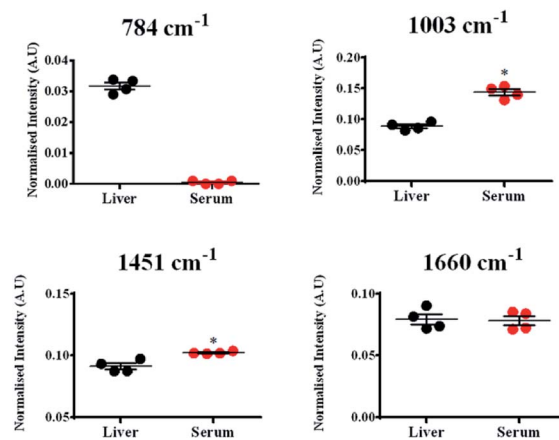 784 cm-1
Normalised Intensity (A.U)
0.04
0.03
0.02
0.01
0.00
Liver Serum
1003 cm-1
Normalised Intensity (A.U)
0.20
0.15
0.10
0.05
0.00
*
Liver Serum
1451 cm-1
Normalised Intensity (A.U)
0.15
0.10
0.05
*
Liver Serum
1660 cm-1
Normalised Intensity (A.U)
0.10
0.05
0.00
Liver Serum